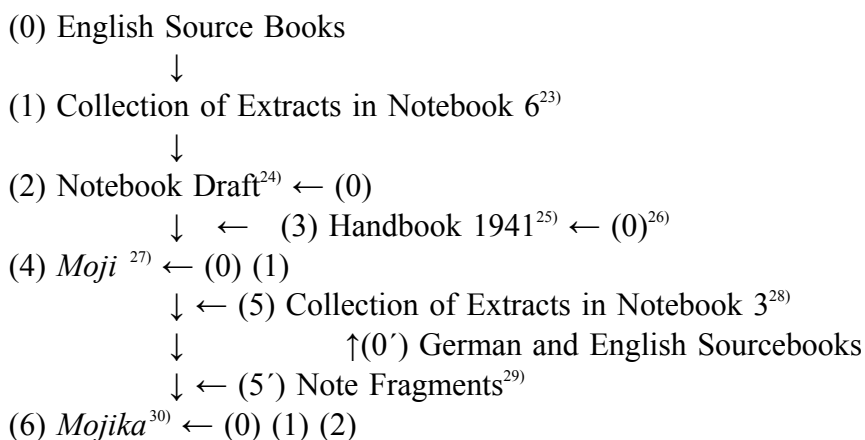 (0) English Source Books
↓
(1) Collection of Extracts in Notebook 6²³⁾
↓
(2) Notebook Draft²⁴⁾ ← (0)
↓ ← (3) Handbook 1941²⁵⁾ ← (0)²⁶⁾
(4) Moji ²⁷⁾ ← (0) (1)
↓ ← (5) Collection of Extracts in Notebook 3²⁸⁾
↓ ↑(0´) German and English Sourcebooks
↓ ← (5´) Note Fragments²⁹⁾
(6) Mojika³⁰⁾ ← (0) (1) (2)